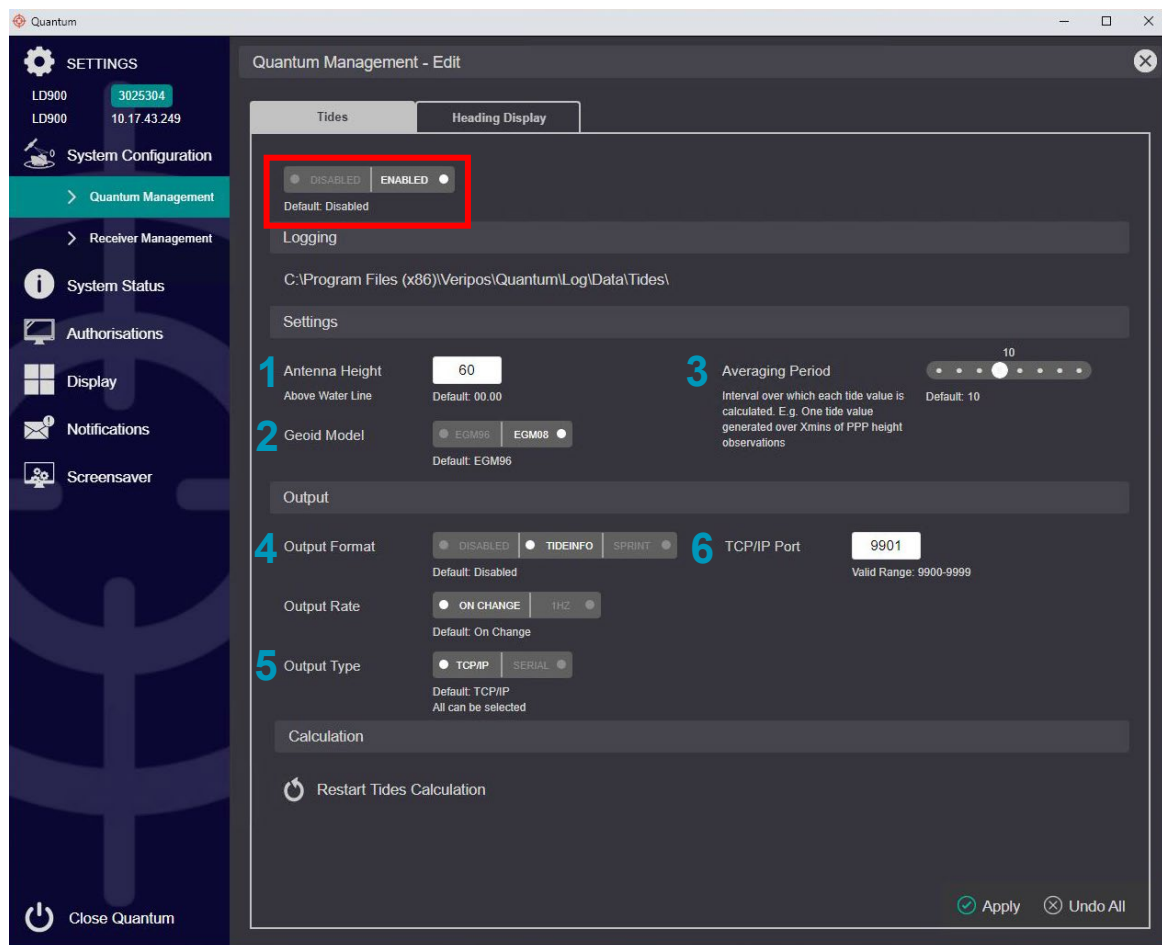 Quantum
SETTINGS
LD900 3025304
LD900 10.17.43.249
System Configuration
Quantum Management
Receiver Management
System Status
Authorisations
Display
Notifications
Screensaver
Close Quantum
Quantum Management - Edit
Tides Heading Display
DISABLED ENABLED
Default: Disabled
Logging
C:\Program Files (x86)\Veripos\Quantum\Log\Data\Tides\
Settings
1 Antenna Height 60
Above Water Line Default: 00.00
2 Geoid Model EGM96 EGM08
Default: EGM96
10
3 Averaging Period
Interval over which each tide value is Default: 10
calculated. E.g. One tide value
generated over Xmins of PPP height
observations
Output
4 Output Format DISABLED TIDEINFO SPRINT
Default: Disabled
6 TCP/IP Port 9901
Valid Range: 9900-9999
Output Rate ON CHANGE 1HZ
Default: On Change
5 Output Type TCP/IP SERIAL
Default: TCP/IP
All can be selected
Calculation
Restart Tides Calculation
Apply Undo All